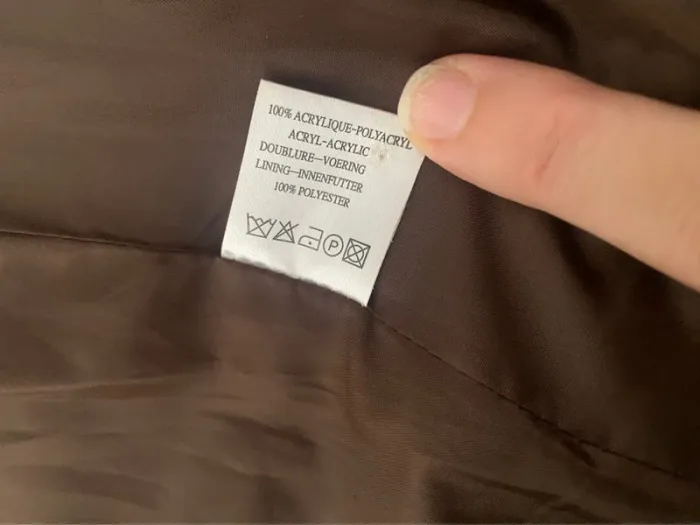 100% ACRYLIQUE-POLYACRYL
ACRYL-ACRYLIC
DOUBLURE—VOERING
LINING—INNENFUTTER
100% POLYESTER
P